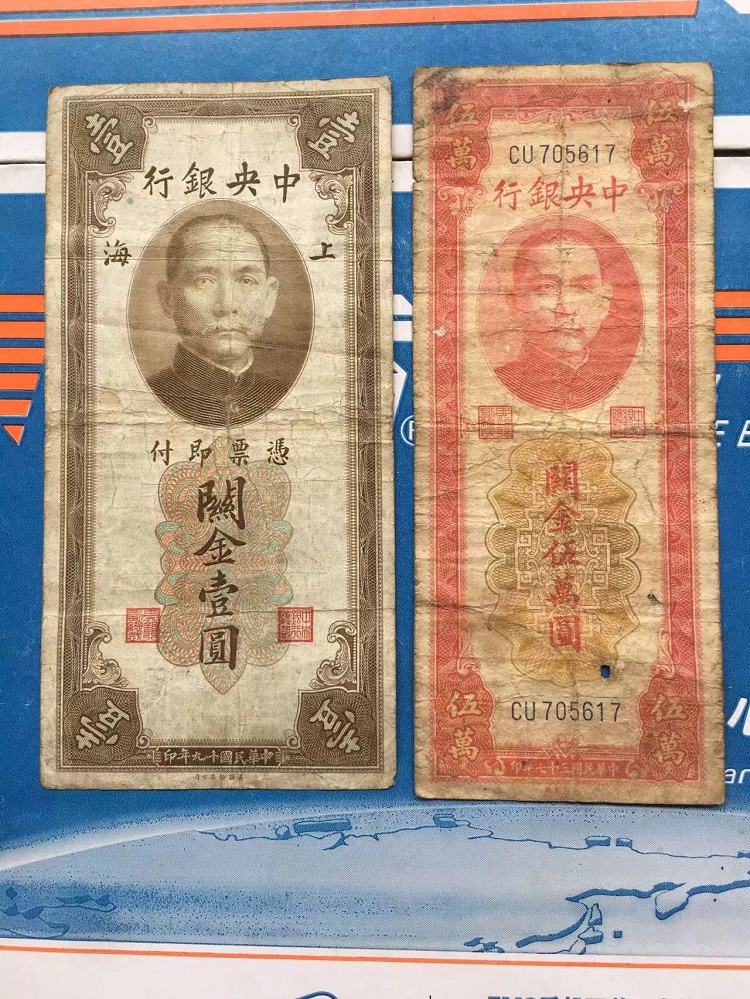 壹
壹
中央銀行
上海
憑票即付
關金壹圓
壹
壹
中華民國十九年印
伍萬
伍萬
CU705617
中央銀行
關金伍萬圓
CU705617
伍萬
伍萬
中華民國三十七年印